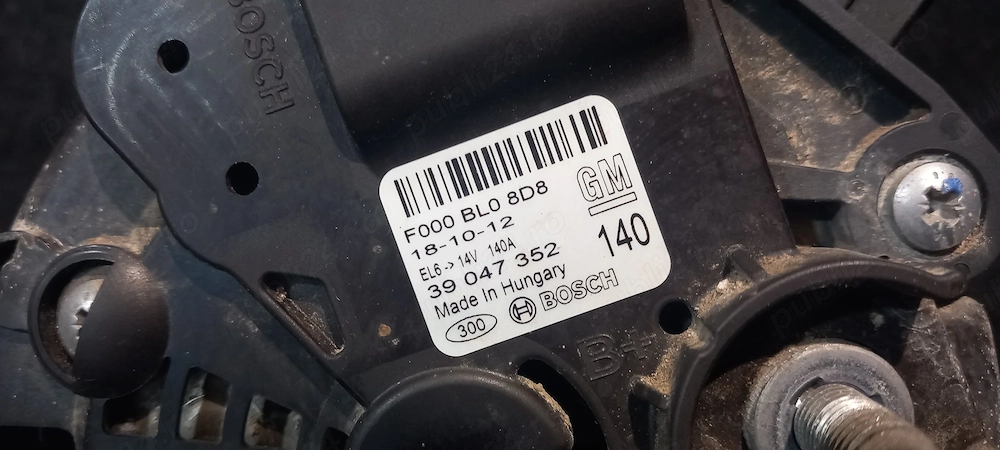 BOSCH
F000 BL0 8D8
18-10-12
EL6-> 14V 140A
39 047 352
Made In Hungary
300
BOSCH
GM
140
B+